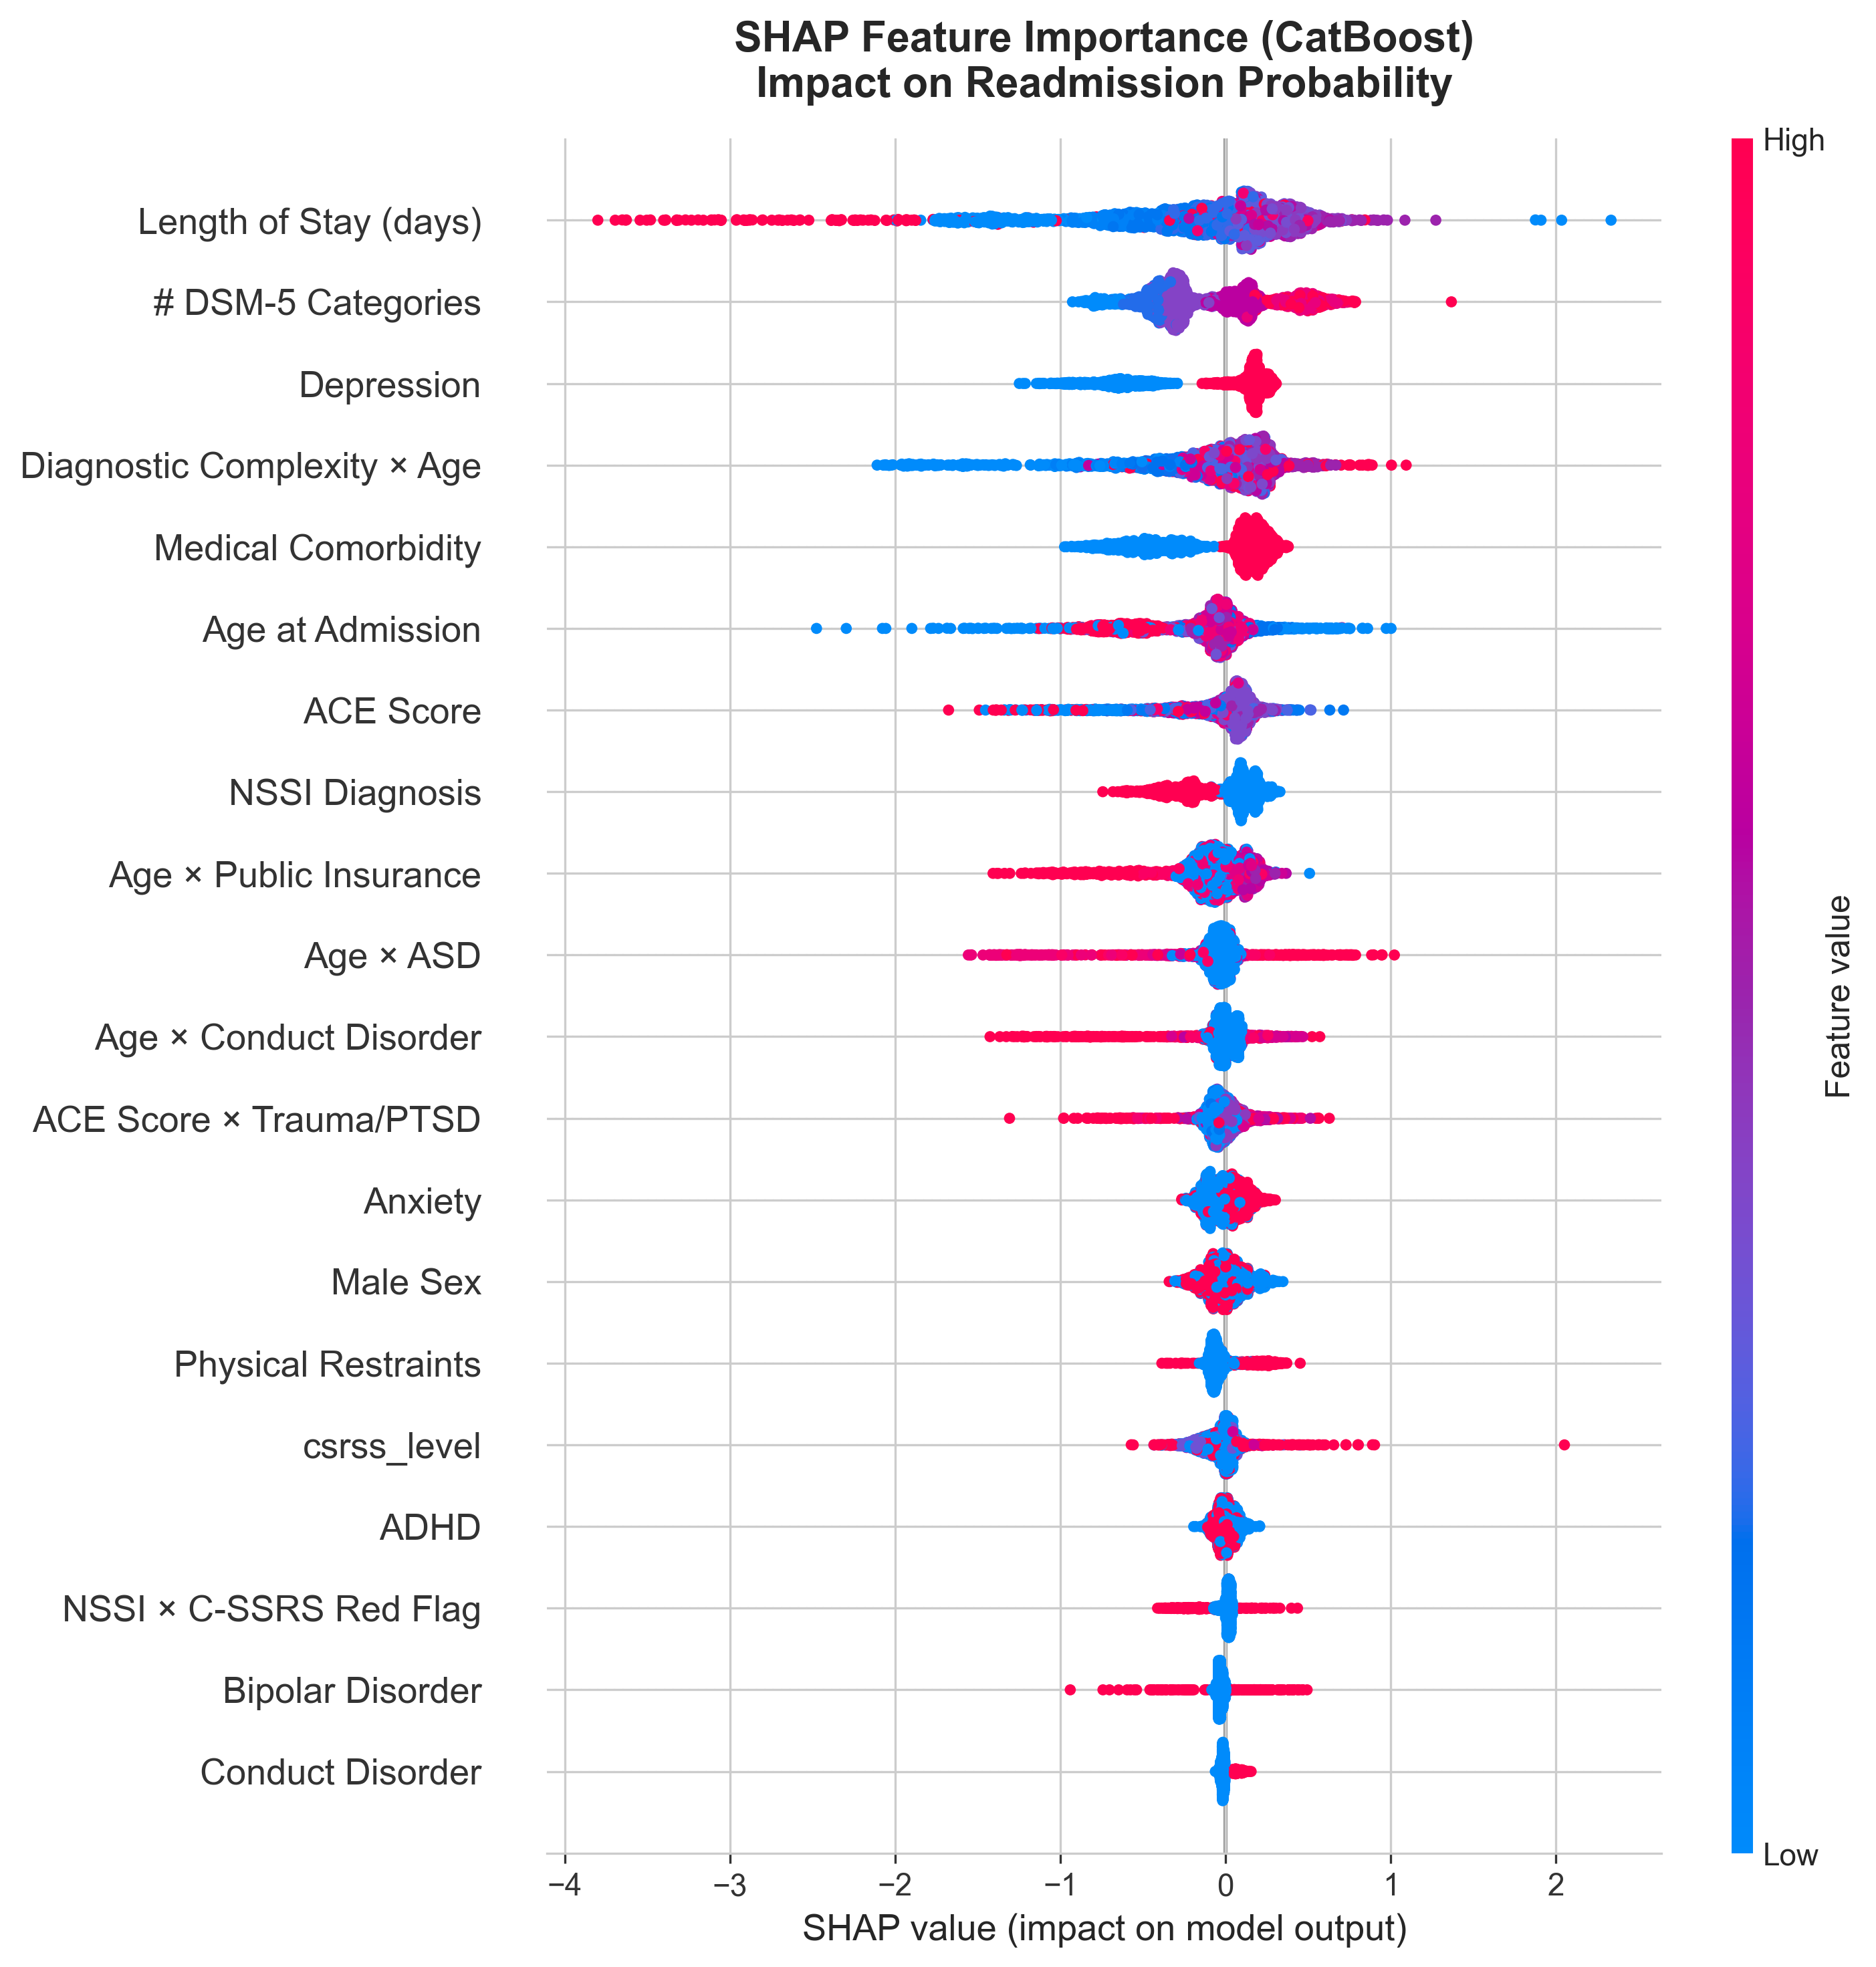 SHAP Feature Importance (CatBoost)
Impact on Readmission Probability
High
Length of Stay (days)
# DSM-5 Categories
Depression
Diagnostic Complexity × Age
Medical Comorbidity
Age at Admission
ACE Score
NSSI Diagnosis
Age × Public Insurance
Age × ASD
Age × Conduct Disorder
ACE Score × Trauma/PTSD
Anxiety
Male Sex
Physical Restraints
csrss_level
ADHD
NSSI × C-SSRS Red Flag
Bipolar Disorder
Conduct Disorder
Feature value
Low
−4 −3 −2 −1 0 1 2
SHAP value (impact on model output)